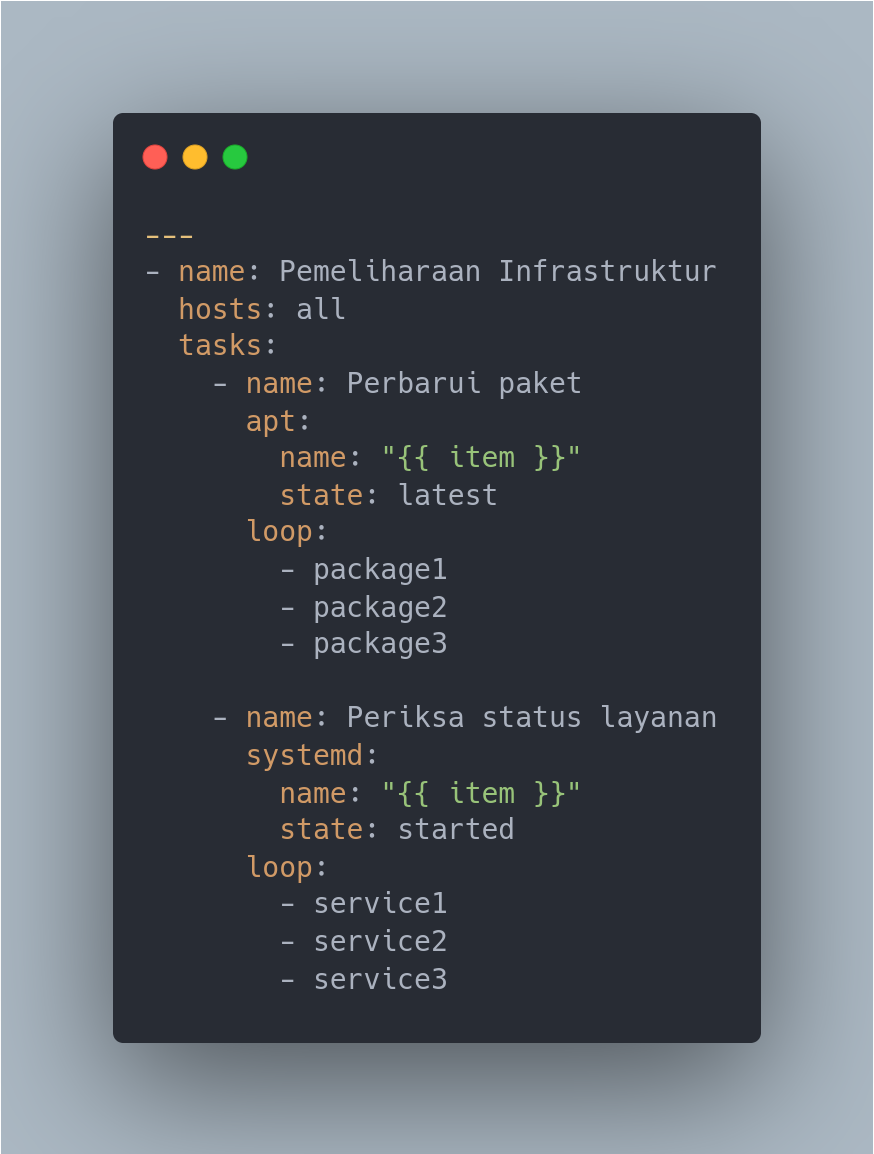 ---
- name: Pemeliharaan Infrastruktur
  hosts: all
  tasks:
    - name: Perbarui paket
      apt:
        name: "{{ item }}"
        state: latest
      loop:
        - package1
        - package2
        - package3

    - name: Periksa status layanan
      systemd:
        name: "{{ item }}"
        state: started
      loop:
        - service1
        - service2
        - service3